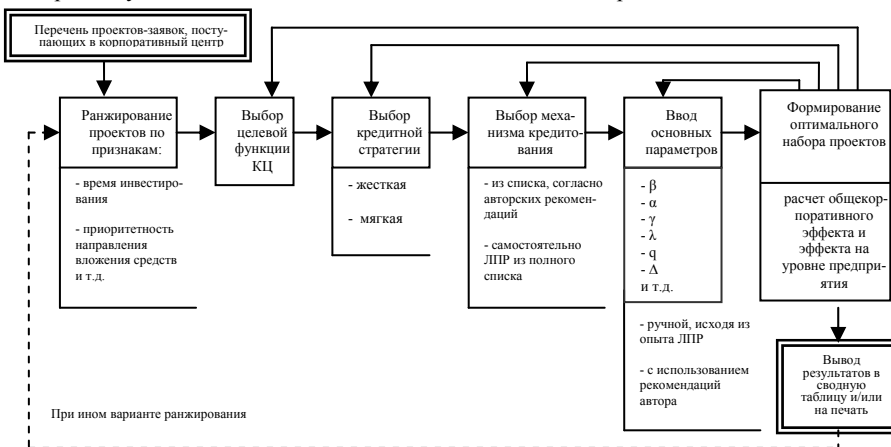 Перечень проектов-заявок, посту-
пающих в корпоративный центр
Ранжирование
проектов по
признакам:
- время инвестиро-
вания
- приоритетность
направления
вложения средств
и т.д.
Выбор
целевой
функции
КЦ
Выбор
кредитной
стратегии
- жесткая
- мягкая
Выбор меха-
низма кредито-
вания
- из списка, согласно
авторских рекомен-
даций
- самостоятельно
ЛПР из полного
списка
Ввод
основных
параметров
- β
- α
- γ
- λ
- q
- Δ
и т.д.
- ручной, исходя из
опыта ЛПР
- с использованием
рекомендаций
автора
Формирование
оптимального
набора проектов
расчет общекор-
поративного
эффекта и
эффекта на
уровне предпри-
ятия
Вывод
результатов в
сводную
таблицу и/или
на печать
При ином варианте ранжирования